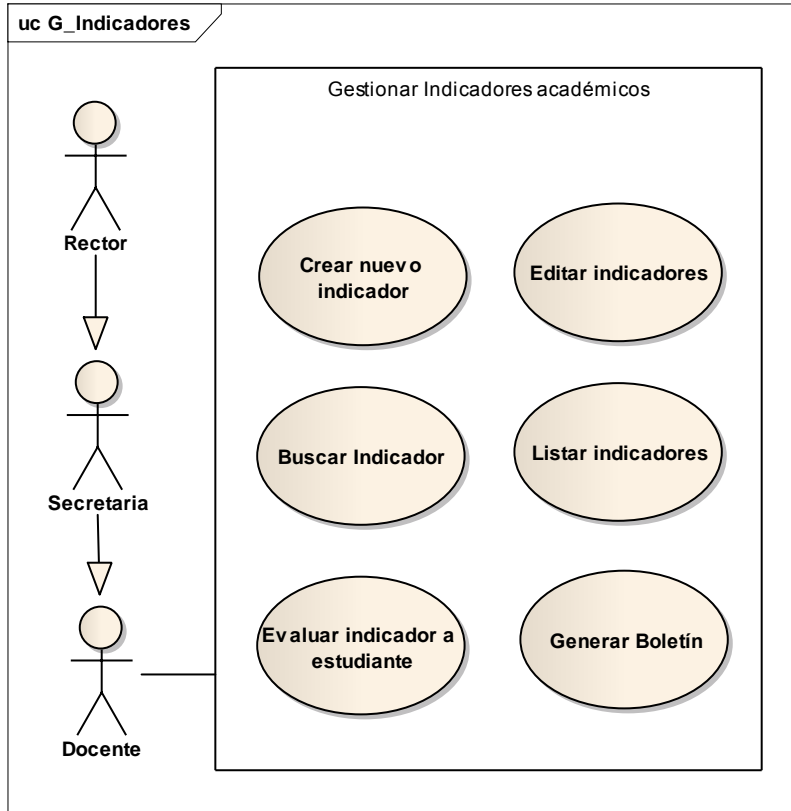 uc G_Indicadores
Gestionar Indicadores académicos
Rector
Crear nuevo
indicador
Editar indicadores
Secretaria
Buscar Indicador
Listar indicadores
Docente
Evaluar indicador a
estudiante
Generar Boletín